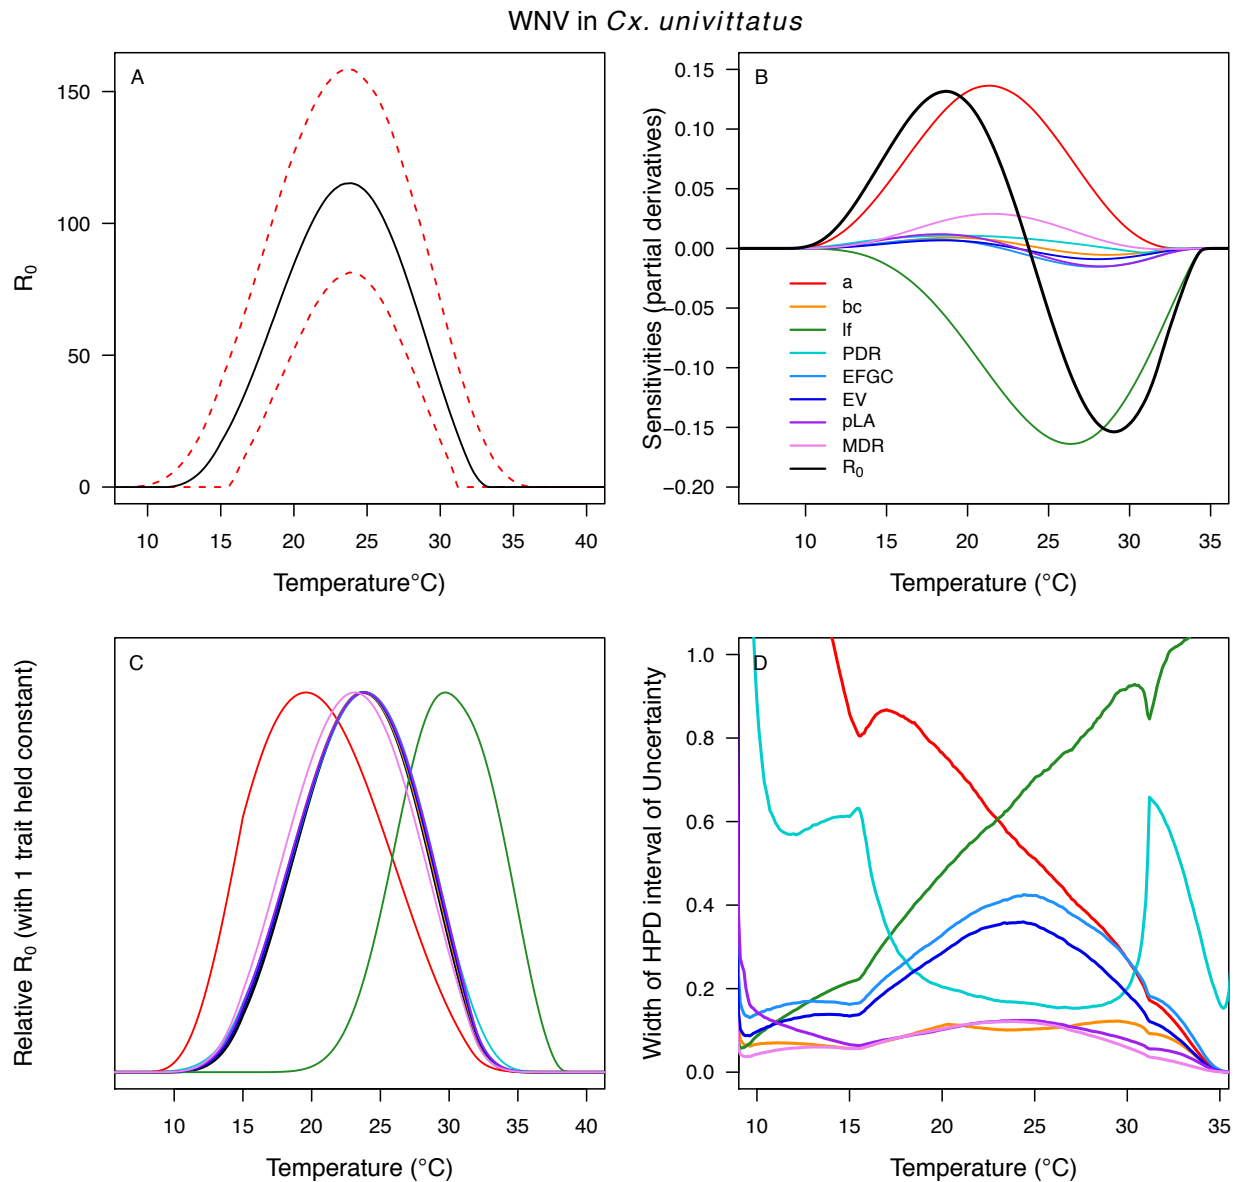 WNV in Cx. univittatus
A
R0
150
100
50
0
10 15 20 25 30 35 40
Temperature°C)
B
Sensitivities (partial derivatives)
0.15
0.10
0.05
0.00
−0.05
−0.10
−0.15
−0.20
a
bc
lf
PDR
EFGC
EV
pLA
MDR
R0
10 15 20 25 30 35
Temperature (°C)
C
Relative R0 (with 1 trait held constant)
10 15 20 25 30 35 40
Temperature (°C)
D
Width of HPD interval of Uncertainty
1.0
0.8
0.6
0.4
0.2
0.0
10 15 20 25 30 35
Temperature (°C)